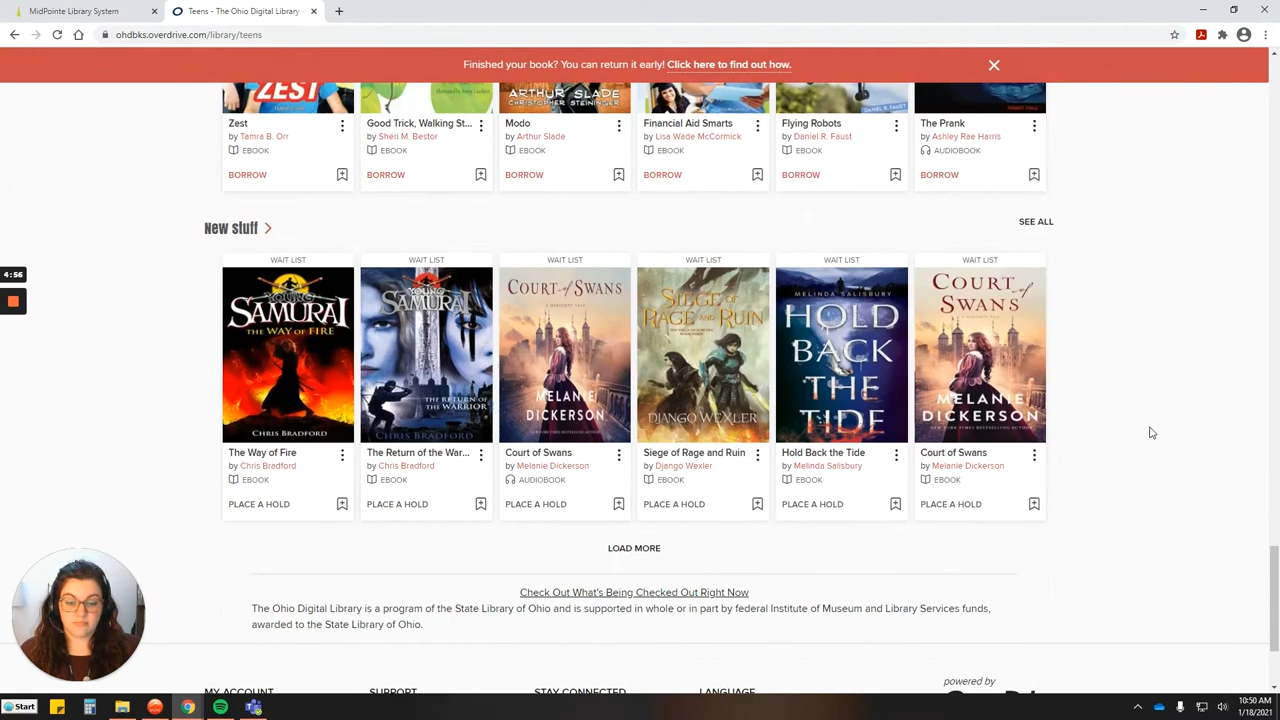 MidPointe Library System
Teens - The Ohio Digital Library
ohdbks.overdrive.com/library/teens
Finished your book? You can return it early! Click here to find out how.
ZEST
ARTHUR SLADE
CHRISTOPHER STEININGER
DANIEL R. FAUST
Zest
by Tamra B. Orr
EBOOK
BORROW
Good Trick, Walking St...
by Sheri M. Bestor
EBOOK
BORROW
Modo
by Arthur Slade
EBOOK
BORROW
Financial Aid Smarts
by Lisa Wade McCormick
EBOOK
BORROW
Flying Robots
by Daniel R. Faust
EBOOK
BORROW
The Prank
by Ashley Rae Harris
AUDIOBOOK
BORROW
New stuff
SEE ALL
WAIT LIST
YOUNG
SAMURAI
THE WAY OF FIRE
CHRIS BRADFORD
The Way of Fire
by Chris Bradford
EBOOK
PLACE A HOLD
WAIT LIST
YOUNG
SAMURAI
THE RETURN OF THE
WARRIOR
CHRIS BRADFORD
The Return of the War...
by Chris Bradford
EBOOK
PLACE A HOLD
WAIT LIST
COURT of
SWANS
MELANIE
DICKERSON
Court of Swans
by Melanie Dickerson
AUDIOBOOK
PLACE A HOLD
WAIT LIST
SIEGE OF
RAGE AND RUIN
DJANGO WEXLER
Siege of Rage and Ruin
by Django Wexler
EBOOK
PLACE A HOLD
WAIT LIST
MELINDA SALISBURY
HOLD
BACK
THE
TIDE
Hold Back the Tide
by Melinda Salisbury
EBOOK
PLACE A HOLD
WAIT LIST
COURT of
SWANS
MELANIE
DICKERSON
NEW YORK TIMES BESTSELLING AUTHOR
Court of Swans
by Melanie Dickerson
EBOOK
PLACE A HOLD
4:56
LOAD MORE
Check Out What's Being Checked Out Right Now
The Ohio Digital Library is a program of the State Library of Ohio and is supported in whole or in part by federal Institute of Museum and Library Services funds,
awarded to the State Library of Ohio.
MY ACCOUNT
SUPPORT
STAY CONNECTED
LANGUAGE
powered by
Start
10:50 AM
1/18/2021